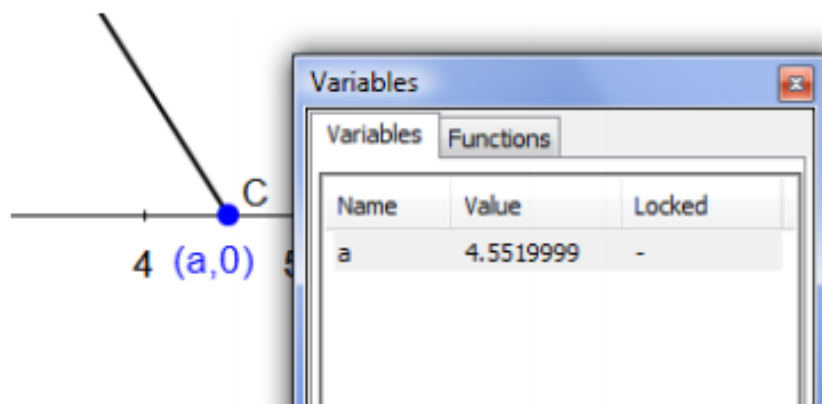 Variables
Variables Functions
Name Value Locked
a 4.5519999 -
C
4 (a,0)